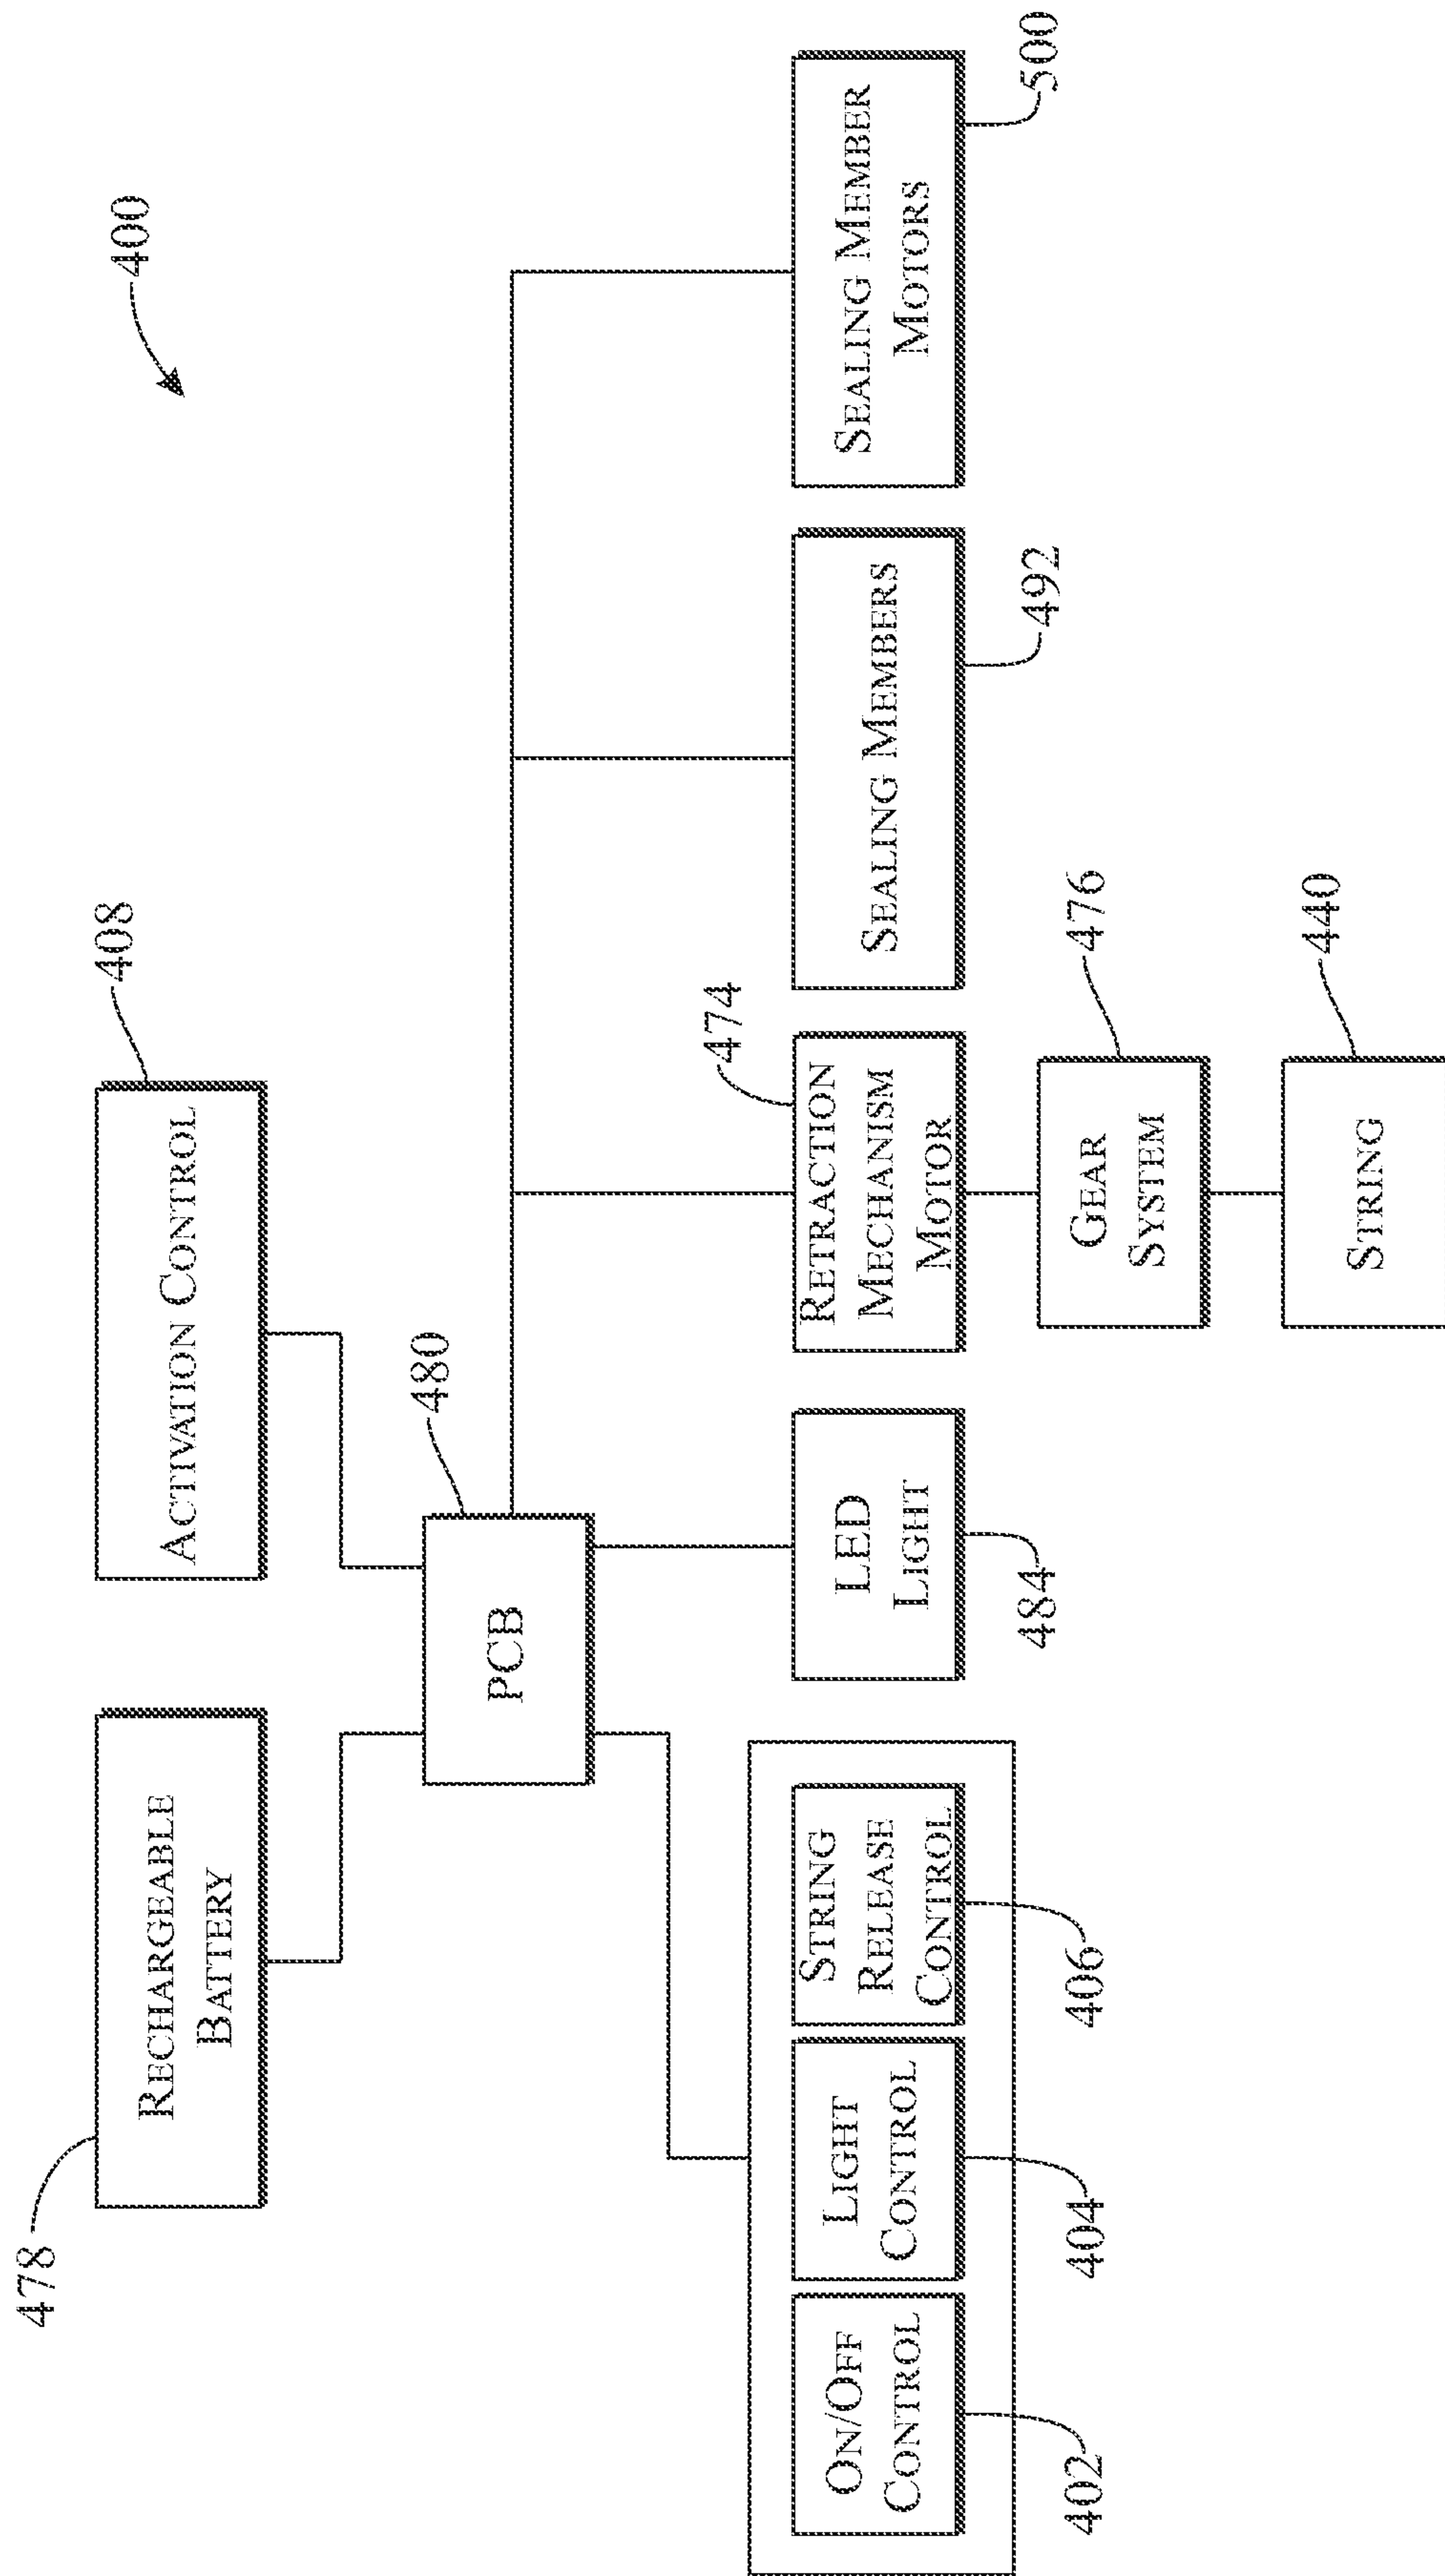 400
478
RECHARGEABLE
BATTERY
ACTIVATION CONTROL
408
PCB
480
ON/OFF
CONTROL
402
LIGHT
CONTROL
404
STRING
RELEASE
CONTROL
406
LED
LIGHT
484
RETRACTION
MECHANISM
MOTOR
474
SEALING MEMBERS
492
SEALING MEMBER
MOTORS
500
GEAR
SYSTEM
476
STRING
440